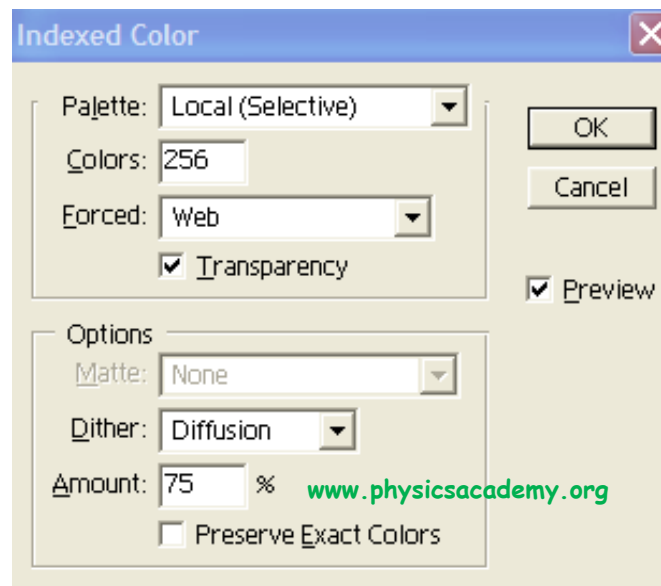 Indexed Color
Palette: Local (Selective)
OK
Colors: 256
Cancel
Forced: Web
Transparency
Preview
Options
Matte: None
Dither: Diffusion
Amount: 75 %
www.physicsacademy.org
Preserve Exact Colors